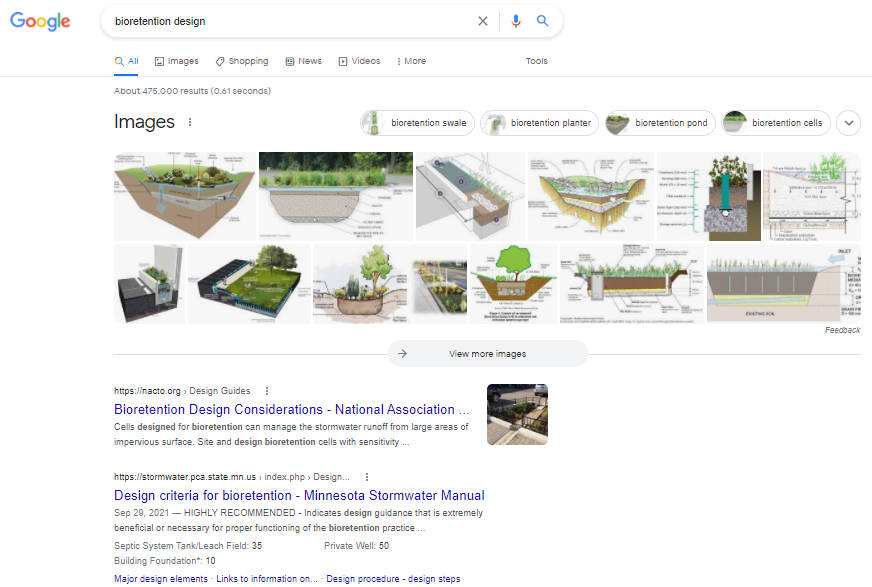 Google
bioretention design
All Images Shopping News Videos More Tools
About 475,000 results (0.61 seconds)
Images
bioretention swale bioretention planter bioretention pond bioretention cells
INLET
EXISTING SOIL
Feedback
View more images
https://nacto.org › Design Guides
Bioretention Design Considerations - National Association ...
Cells designed for bioretention can manage the stormwater runoff from large areas of
impervious surface. Site and design bioretention cells with sensitivity ...
https://stormwater.pca.state.mn.us › index.php › Design...
Design criteria for bioretention - Minnesota Stormwater Manual
Sep 29, 2021 — HIGHLY RECOMMENDED - Indicates design guidance that is extremely
beneficial or necessary for proper functioning of the bioretention practice ...
Septic System Tank/Leach Field: 35 Private Well: 50
Building Foundation*: 10
Major design elements · Links to information on... · Design procedure - design steps